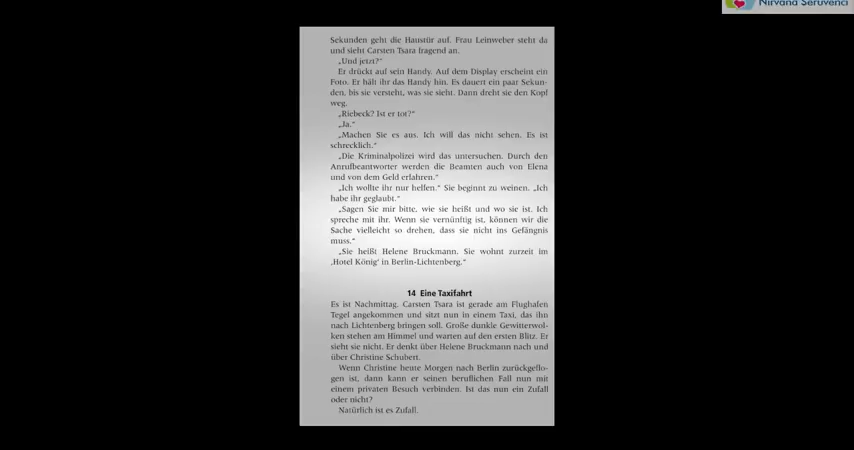 Nirvana Serüvenci
Sekunden geht die Haustür auf. Frau Leinweber steht da
und sieht Carsten Tsara fragend an.
„Und jetzt?“
Er drückt auf sein Handy. Auf dem Display erscheint ein
Foto. Er hält ihr das Handy hin. Es dauert ein paar Sekun-
den, bis sie versteht, was sie sieht. Dann dreht sie den Kopf
weg.
„Riebeck? Ist er tot?“
„Ja.“
„Machen Sie es aus. Ich will das nicht sehen. Es ist
schrecklich.“
„Die Kriminalpolizei wird das untersuchen. Durch den
Anrufbeantworter werden die Beamten auch von Elena
und von dem Geld erfahren.“
„Ich wollte ihr nur helfen.“ Sie beginnt zu weinen. „Ich
habe ihr geglaubt.“
„Sagen Sie mir bitte, wie sie heißt und wo sie ist. Ich
spreche mit ihr. Wenn sie vernünftig ist, können wir die
Sache vielleicht so drehen, dass sie nicht ins Gefängnis
muss.“
„Sie heißt Helene Bruckmann. Sie wohnt zurzeit im
‚Hotel König‘ in Berlin-Lichtenberg.“
14 Eine Taxifahrt
Es ist Nachmittag. Carsten Tsara ist gerade am Flughafen
Tegel angekommen und sitzt nun in einem Taxi, das ihn
nach Lichtenberg bringen soll. Große dunkle Gewitterwol-
ken stehen am Himmel und warten auf den ersten Blitz. Er
sieht sie nicht. Er denkt über Helene Bruckmann nach und
über Christine Schubert.
Wenn Christine heute Morgen nach Berlin zurückgeflo-
gen ist, dann kann er seinen beruflichen Fall nun mit
einem privaten Besuch verbinden. Ist das nun ein Zufall
oder nicht?
Natürlich ist es Zufall.